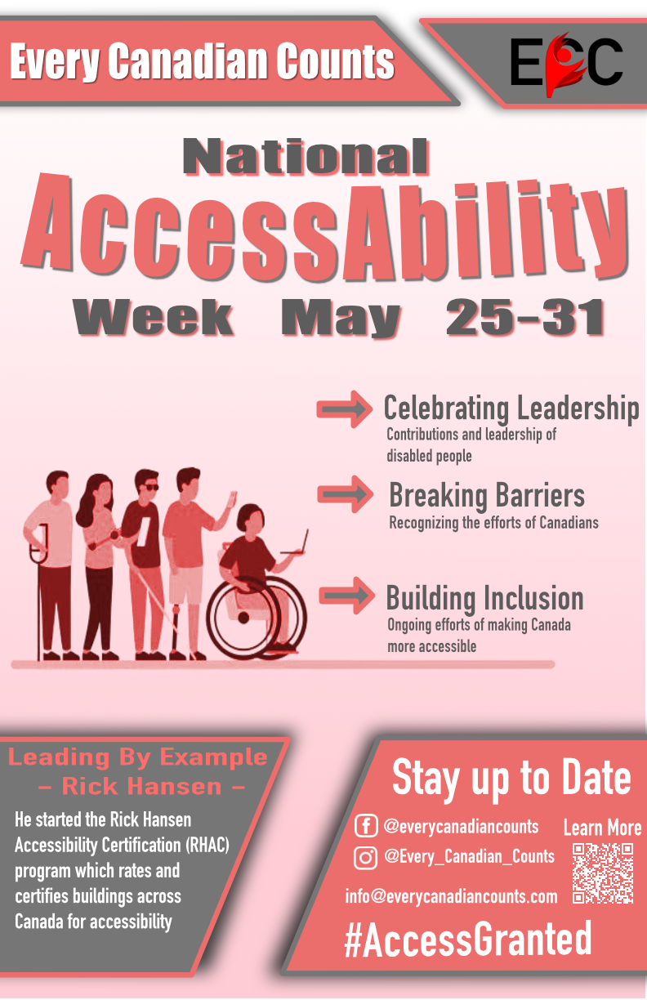 Every Canadian Counts
ECC
National
AccessAbility
Week May 25-31
Celebrating Leadership
Contributions and leadership of
disabled people
Breaking Barriers
Recognizing the efforts of Canadians
Building Inclusion
Ongoing efforts of making Canada
more accessible
Leading By Example
– Rick Hansen –
He started the Rick Hansen
Accessibility Certification (RHAC)
program which rates and
certifies buildings across
Canada for accessibility
Stay up to Date
@everycanadiancounts
Learn More
@Every_Canadian_Counts
info@everycanadiancounts.com
#AccessGranted